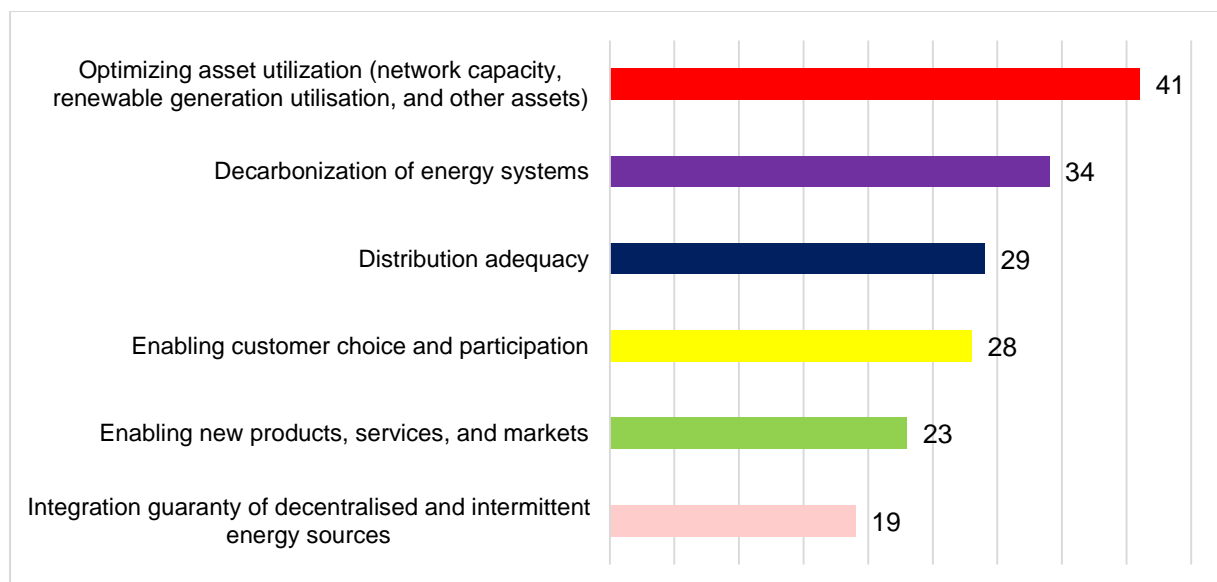 Optimizing asset utilization (network capacity,
renewable generation utilisation, and other assets)
41
Decarbonization of energy systems
34
Distribution adequacy
29
Enabling customer choice and participation
28
Enabling new products, services, and markets
23
Integration guaranty of decentralised and intermittent
energy sources
19